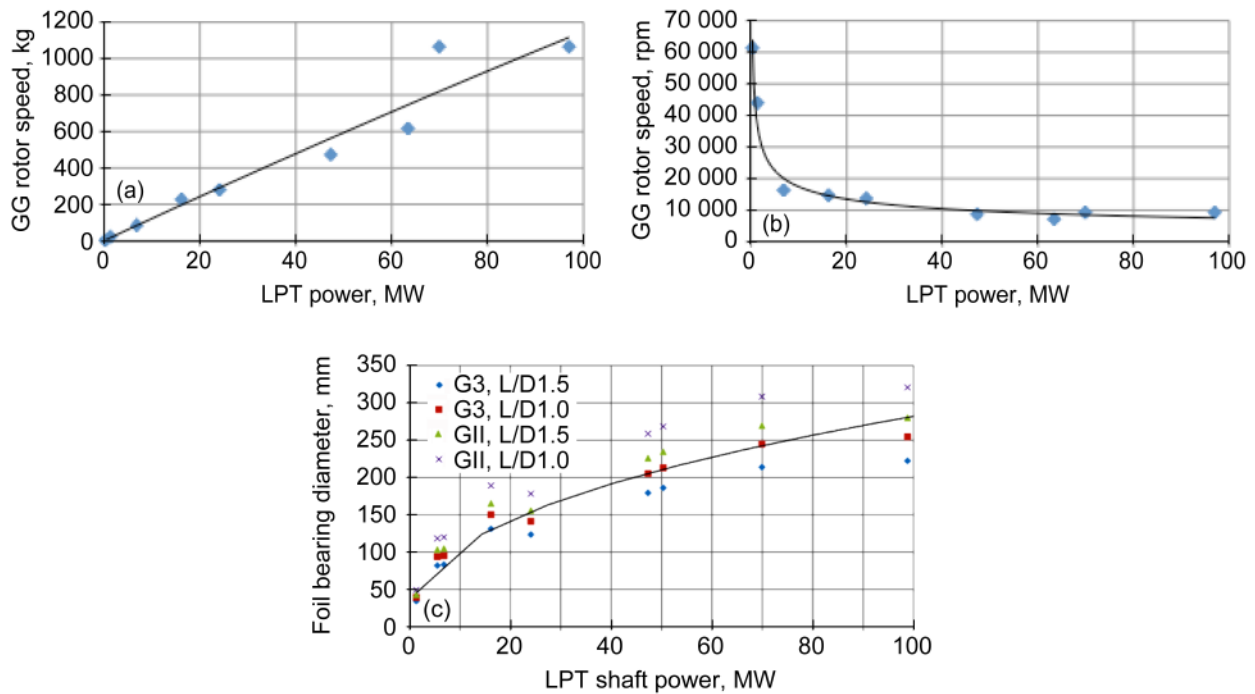 GG rotor speed, kg
1200
1000
800
600
400
200
0
(a)
0 20 40 60 80 100
LPT power, MW
GG rotor speed, rpm
70 000
60 000
50 000
40 000
30 000
20 000
10 000
0
(b)
0 20 40 60 80 100
LPT power, MW
Foil bearing diameter, mm
350
300
250
200
150
100
50
0
G3, L/D1.5
G3, L/D1.0
GII, L/D1.5
GII, L/D1.0
(c)
0 20 40 60 80 100
LPT shaft power, MW